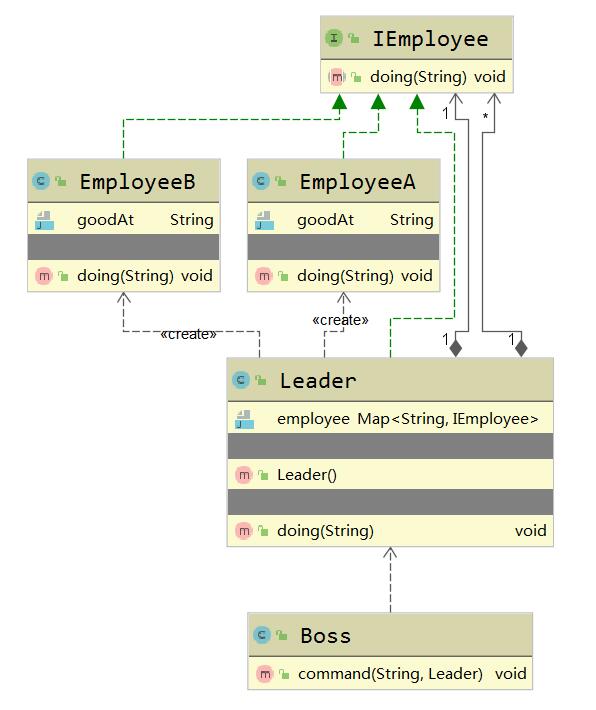 IEmployee
doing(String) void
1
*
EmployeeB
goodAt String
doing(String) void
EmployeeA
goodAt String
doing(String) void
«create»
«create»
1
1
Leader
employee Map<String, IEmployee>
Leader()
doing(String) void
Boss
command(String, Leader) void